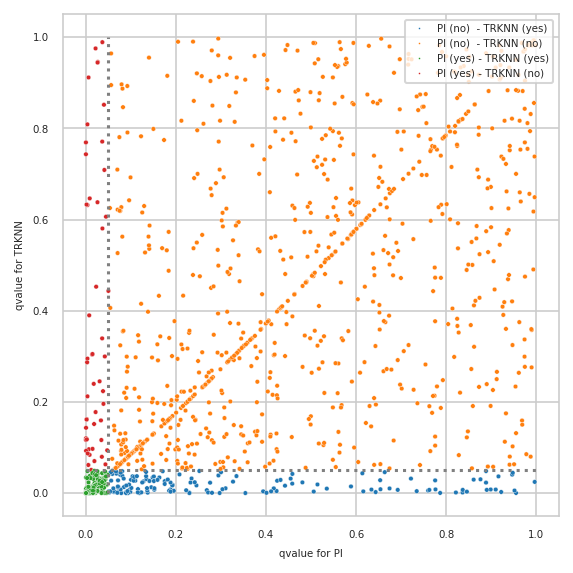 PI (no)  - TRKNN (yes)
PI (no)  - TRKNN (no)
PI (yes) - TRKNN (yes)
PI (yes) - TRKNN (no)
1.0
0.8
0.6
0.4
0.2
0.0
qvalue for TRKNN
0.0 0.2 0.4 0.6 0.8 1.0
qvalue for PI